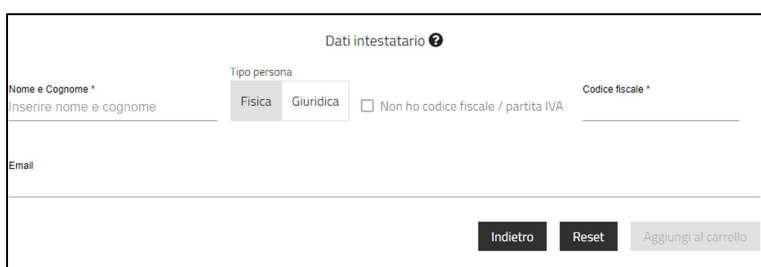 Dati intestatario ?
Tipo persona
Nome e Cognome *
Inserire nome e cognome
Fisica Giuridica
Non ho codice fiscale / partita IVA
Codice fiscale *
Email
Indietro Reset Aggiungi al carrello